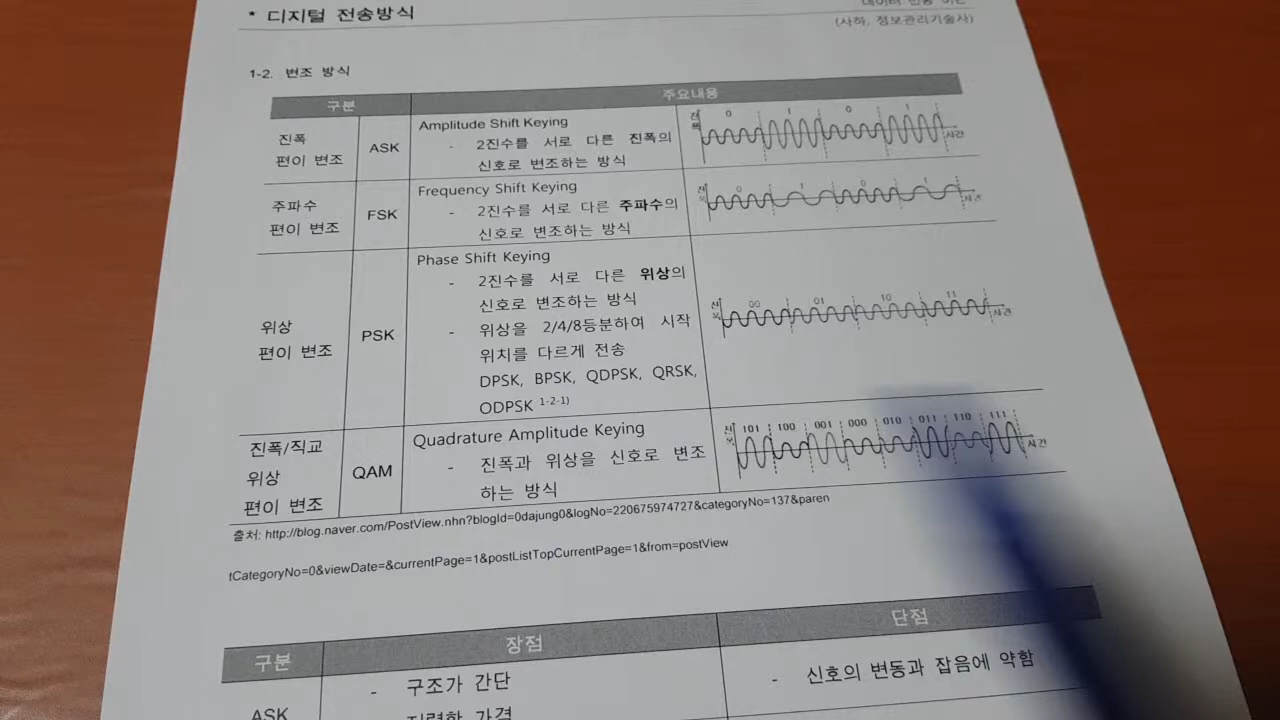 * 디지털 전송방식
(사하, 정보관리기술사)
1-2. 변조 방식
구분
주요내용
진폭
편이 변조
ASK
Amplitude Shift Keying
- 2진수를 서로 다른 진폭의
신호로 변조하는 방식
진
폭
0 1 0 1
시간
주파수
편이 변조
FSK
Frequency Shift Keying
- 2진수를 서로 다른 주파수의
신호로 변조하는 방식
진
폭
0 1 0 1
시간
위상
편이 변조
PSK
Phase Shift Keying
- 2진수를 서로 다른 위상의
신호로 변조하는 방식
- 위상을 2/4/8등분하여 시작
위치를 다르게 전송
DPSK, BPSK, QDPSK, QRSK,
ODPSK 1-2-1)
진
폭
00 01 10 11
시간
진폭/직교
위상
편이 변조
QAM
Quadrature Amplitude Keying
- 진폭과 위상을 신호로 변조
하는 방식
진
폭
101 100 001 000 010 011 110 111
시간
출처: http://blog.naver.com/PostView.nhn?blogId=0dajung0&logNo=220675974727&categoryNo=137&paren
tCategoryNo=0&viewDate=&currentPage=1&postListTopCurrentPage=1&from=postView
구분
장점
단점
ASK
- 구조가 간단
- 신호의 변동과 잡음에 약함
가격